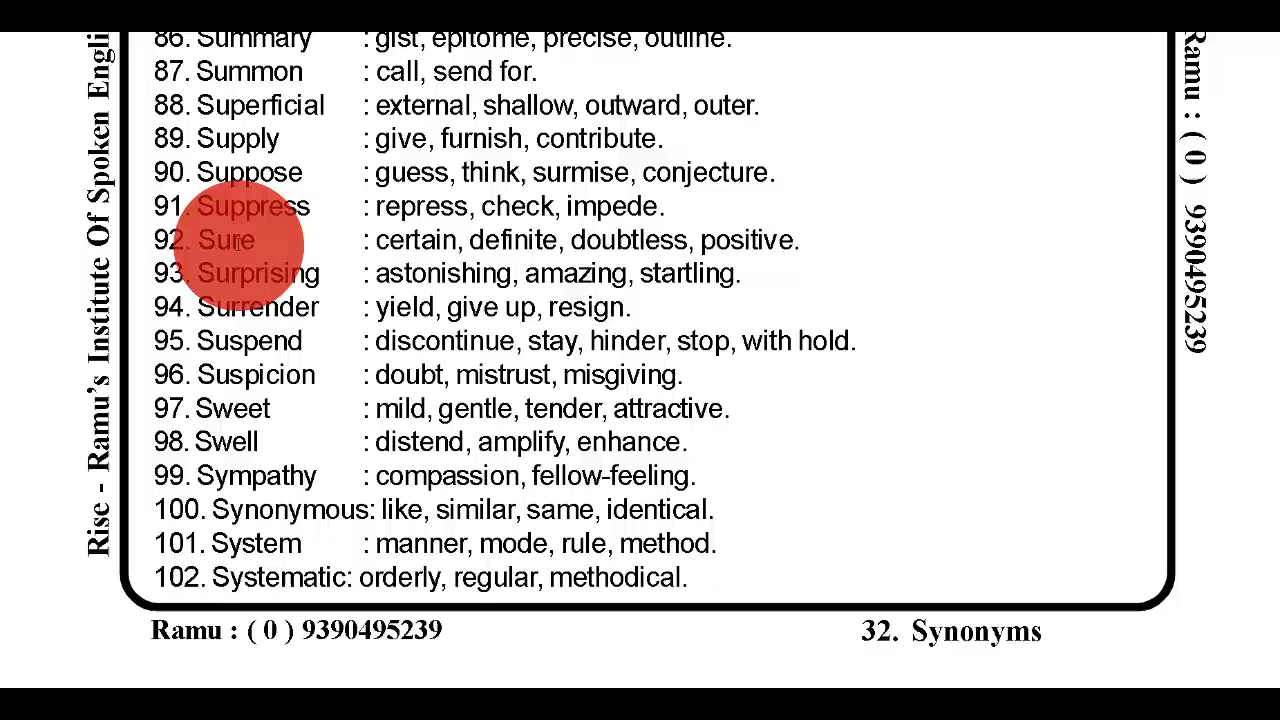 86. Summary : gist, epitome, precise, outline.
87. Summon : call, send for.
88. Superficial : external, shallow, outward, outer.
89. Supply : give, furnish, contribute.
90. Suppose : guess, think, surmise, conjecture.
91. Suppress : repress, check, impede.
92. Sure : certain, definite, doubtless, positive.
93. Surprising : astonishing, amazing, startling.
94. Surrender : yield, give up, resign.
95. Suspend : discontinue, stay, hinder, stop, with hold.
96. Suspicion : doubt, mistrust, misgiving.
97. Sweet : mild, gentle, tender, attractive.
98. Swell : distend, amplify, enhance.
99. Sympathy : compassion, fellow-feeling.
100. Synonymous: like, similar, same, identical.
101. System : manner, mode, rule, method.
102. Systematic: orderly, regular, methodical.
Ramu : ( 0 ) 9390495239
32. Synonyms
Rise - Ramu's Institute Of Spoken Engli
Ramu : ( 0 ) 9390495239